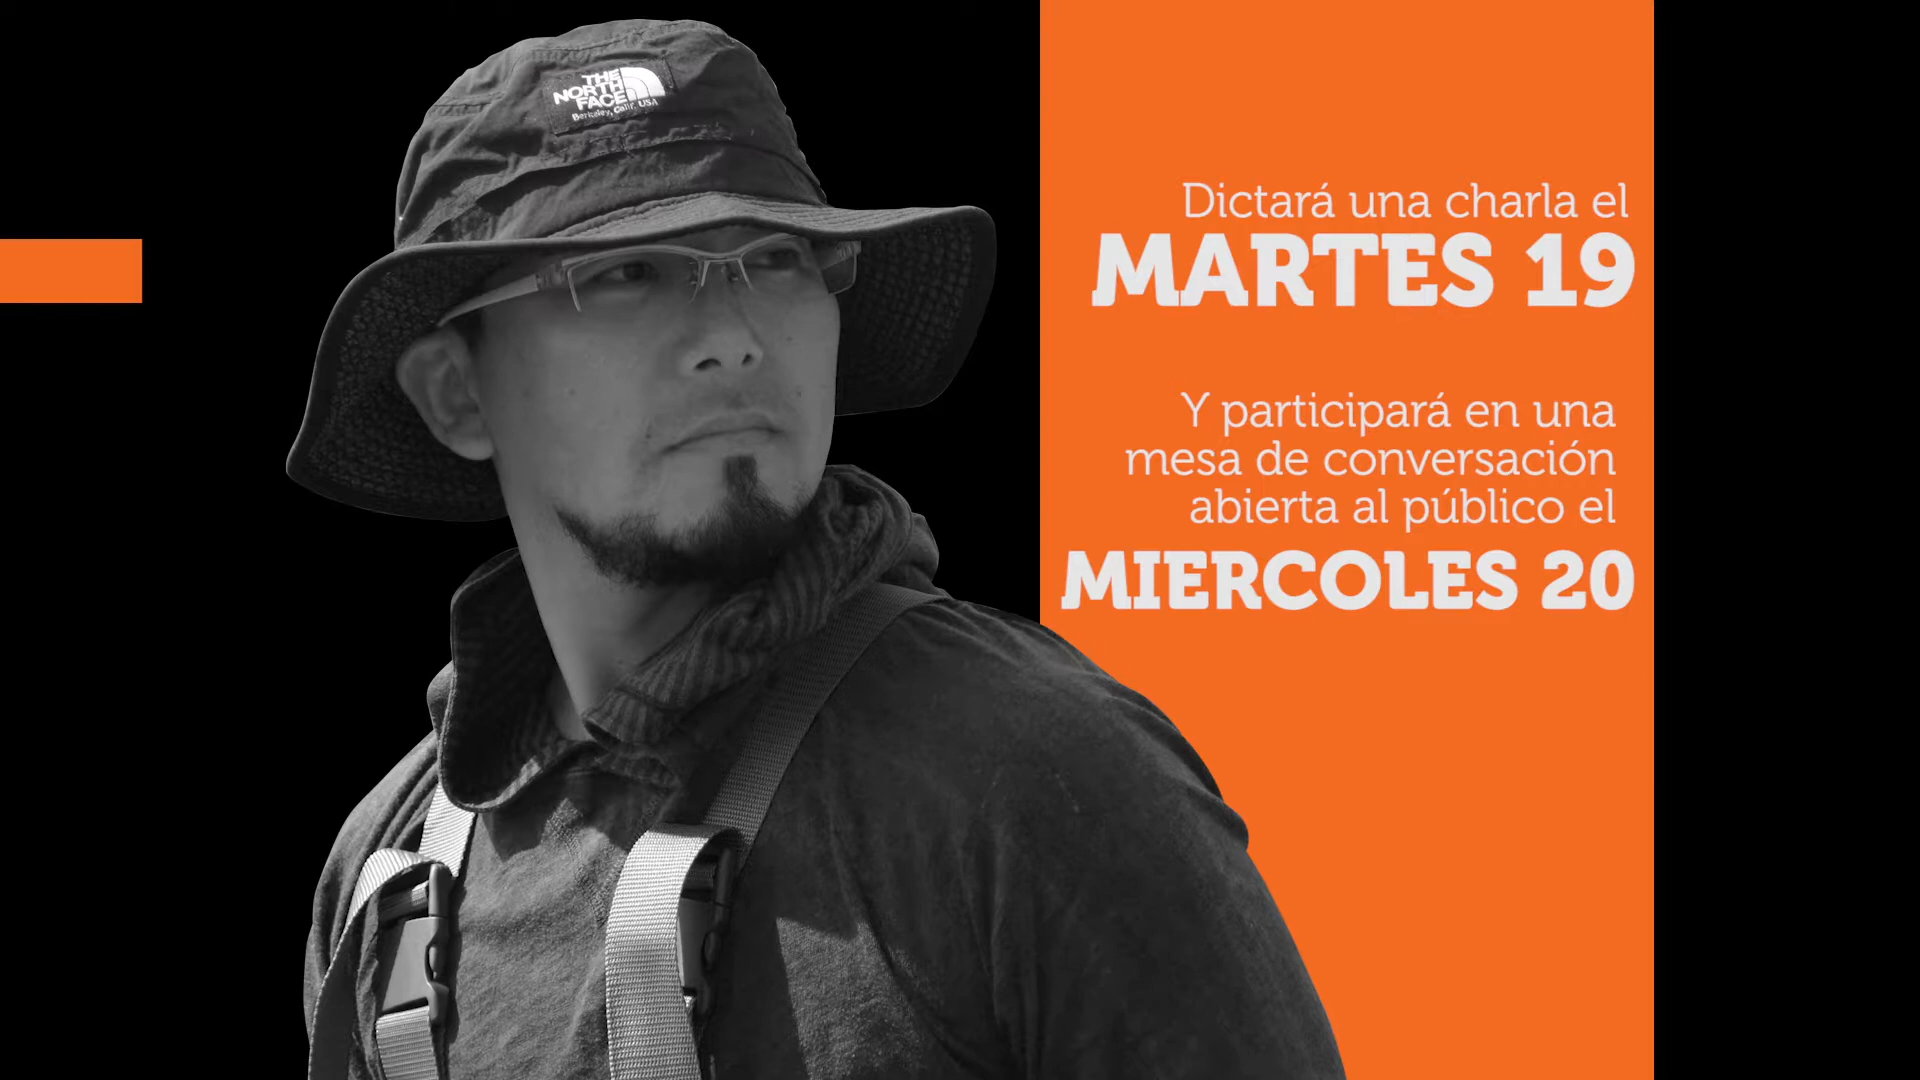 THE
NORTH
FACE
Berkeley, Calif. USA
Dictará una charla el
MARTES 19
Y participará en una
mesa de conversación
abierta al público el
MIERCOLES 20